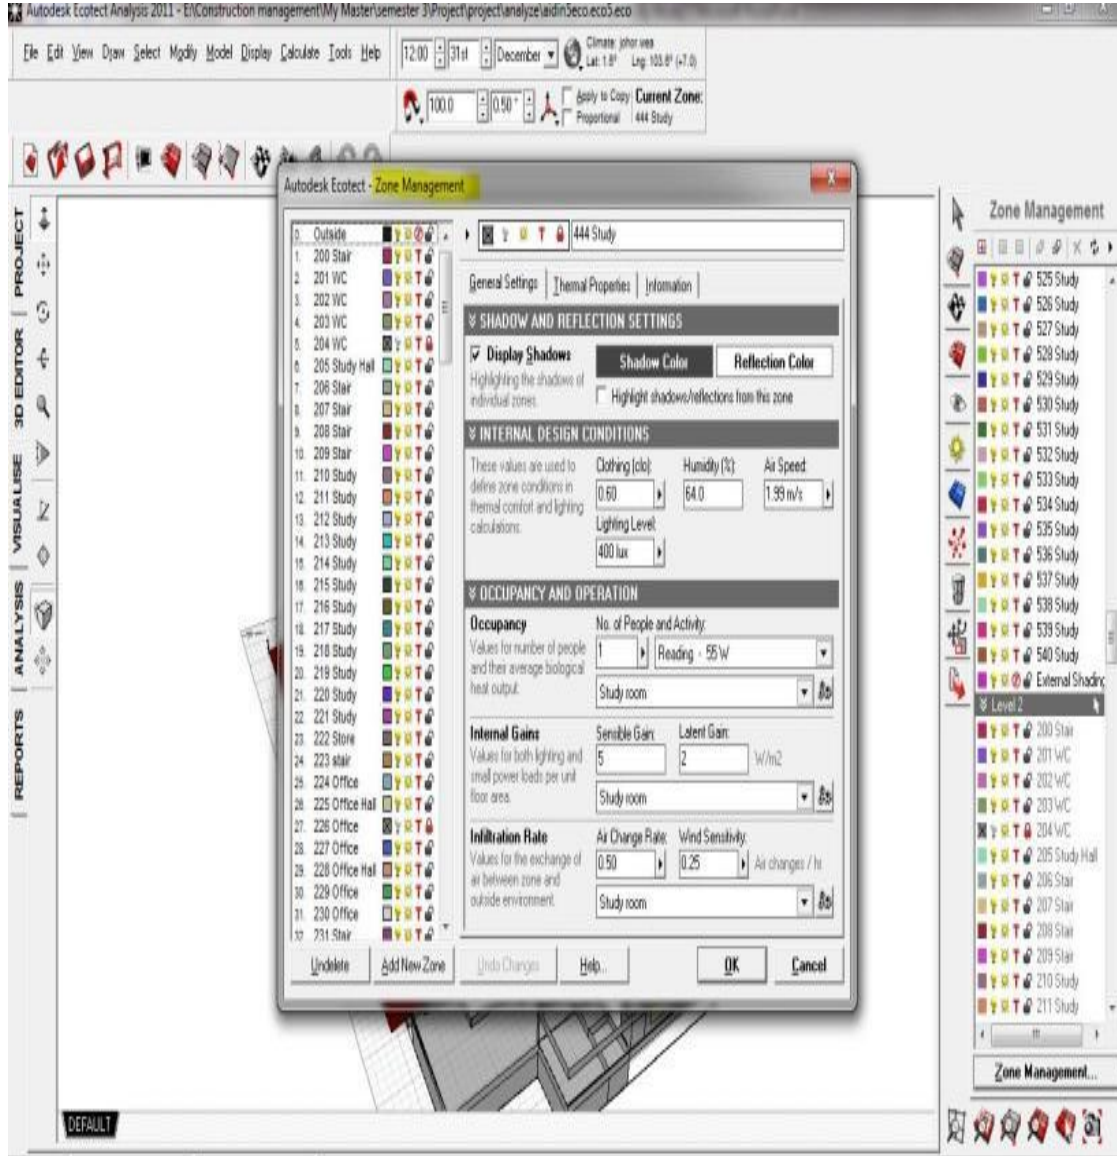 Autodesk Ecotect Analysis 2011 - E:\Construction management\My Master\semester 3\Project\project\analyze\aidin5eco.eco5.eco
File Edit View Draw Select Modify Model Display Calculate Tools Help
12:00 31st December
Climate: johor wea
Lat: 1.8° Lng: 103.6° (+7.0)
100.0 0.50 °
Apply to Copy
Proportional
Current Zone:
444 Study
PROJECT
3D EDITOR
VISUALISE
ANALYSIS
REPORTS
Autodesk Ecotect - Zone Management
0. Outside
1. 200 Stair
2. 201 WC
3. 202 WC
4. 203 WC
5. 204 WC
6. 205 Study Hall
7. 206 Stair
8. 207 Stair
9. 208 Stair
10. 209 Stair
11. 210 Study
12. 211 Study
13. 212 Study
14. 213 Study
15. 214 Study
16. 215 Study
17. 216 Study
18. 217 Study
19. 218 Study
20. 219 Study
21. 220 Study
22. 221 Study
23. 222 Store
24. 223 stair
25. 224 Office
26. 225 Office Hall
27. 226 Office
28. 227 Office
29. 228 Office Hall
30. 229 Office
31. 230 Office
32. 231 Stair
444 Study
General Settings Thermal Properties Information
SHADOW AND REFLECTION SETTINGS
Display Shadows
Highlighting the shadows of
individual zones.
Shadow Color Reflection Color
Highlight shadows/reflections from this zone
INTERNAL DESIGN CONDITIONS
These values are used to
define zone conditions in
thermal comfort and lighting
calculations.
Clothing (clo): Humidity (%): Air Speed:
0.60 64.0 1.99 m/s
Lighting Level:
400 lux
OCCUPANCY AND OPERATION
Occupancy
Values for number of people
and their average biological
heat output.
No. of People and Activity:
1 Reading - 55 W
Study room
Internal Gains
Values for both lighting and
small power loads per unit
floor area.
Sensible Gain: Latent Gain:
5 2 W/m2
Study room
Infiltration Rate
Values for the exchange of
air between zone and
outside environment.
Air Change Rate: Wind Sensitivity:
0.50 0.25 Air changes / hr
Study room
Undelete Add New Zone Undo Changes Help... OK Cancel
Zone Management
525 Study
526 Study
527 Study
528 Study
529 Study
530 Study
531 Study
532 Study
533 Study
534 Study
535 Study
536 Study
537 Study
538 Study
539 Study
540 Study
External Shading
Level 2
200 Stair
201 WC
202 WC
203 WC
204 WC
205 Study Hall
206 Stair
207 Stair
208 Stair
209 Stair
210 Study
211 Study
Zone Management...
DEFAULT